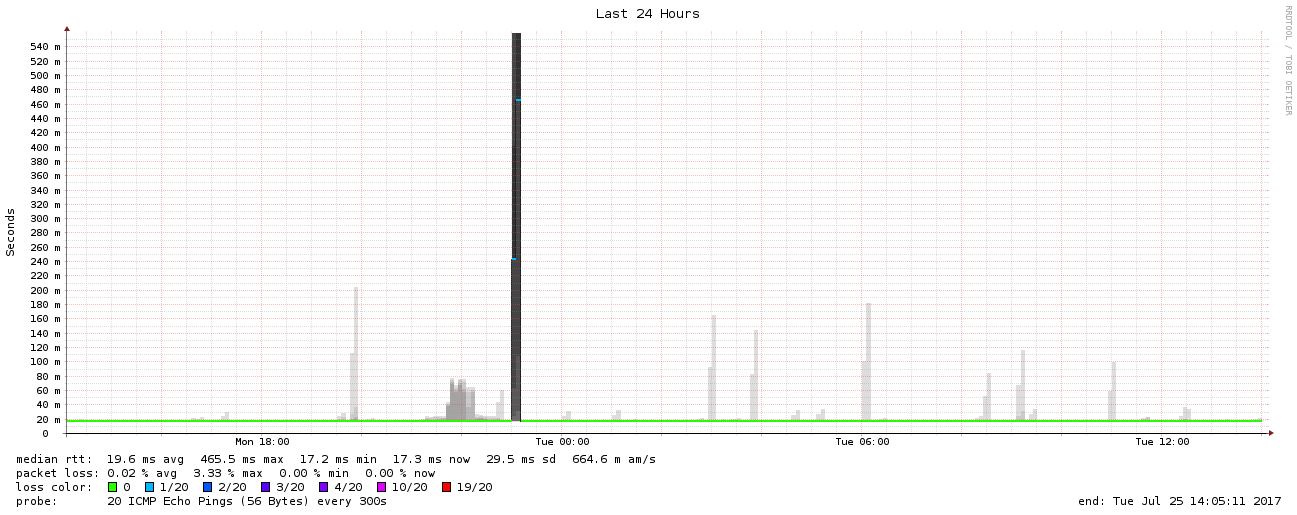 Last 24 Hours
RRDTOOL / TOBI OETIKER
Seconds
540 m
520 m
500 m
480 m
460 m
440 m
420 m
400 m
380 m
360 m
340 m
320 m
300 m
280 m
260 m
240 m
220 m
200 m
180 m
160 m
140 m
120 m
100 m
80 m
60 m
40 m
20 m
0
Mon 18:00 Tue 00:00 Tue 06:00 Tue 12:00
median rtt: 19.6 ms avg 465.5 ms max 17.2 ms min 17.3 ms now 29.5 ms sd 664.6 m am/s
packet loss: 0.02 % avg 3.33 % max 0.00 % min 0.00 % now
loss color: 0 1/20 2/20 3/20 4/20 10/20 19/20
probe: 20 ICMP Echo Pings (56 Bytes) every 300s end: Tue Jul 25 14:05:11 2017